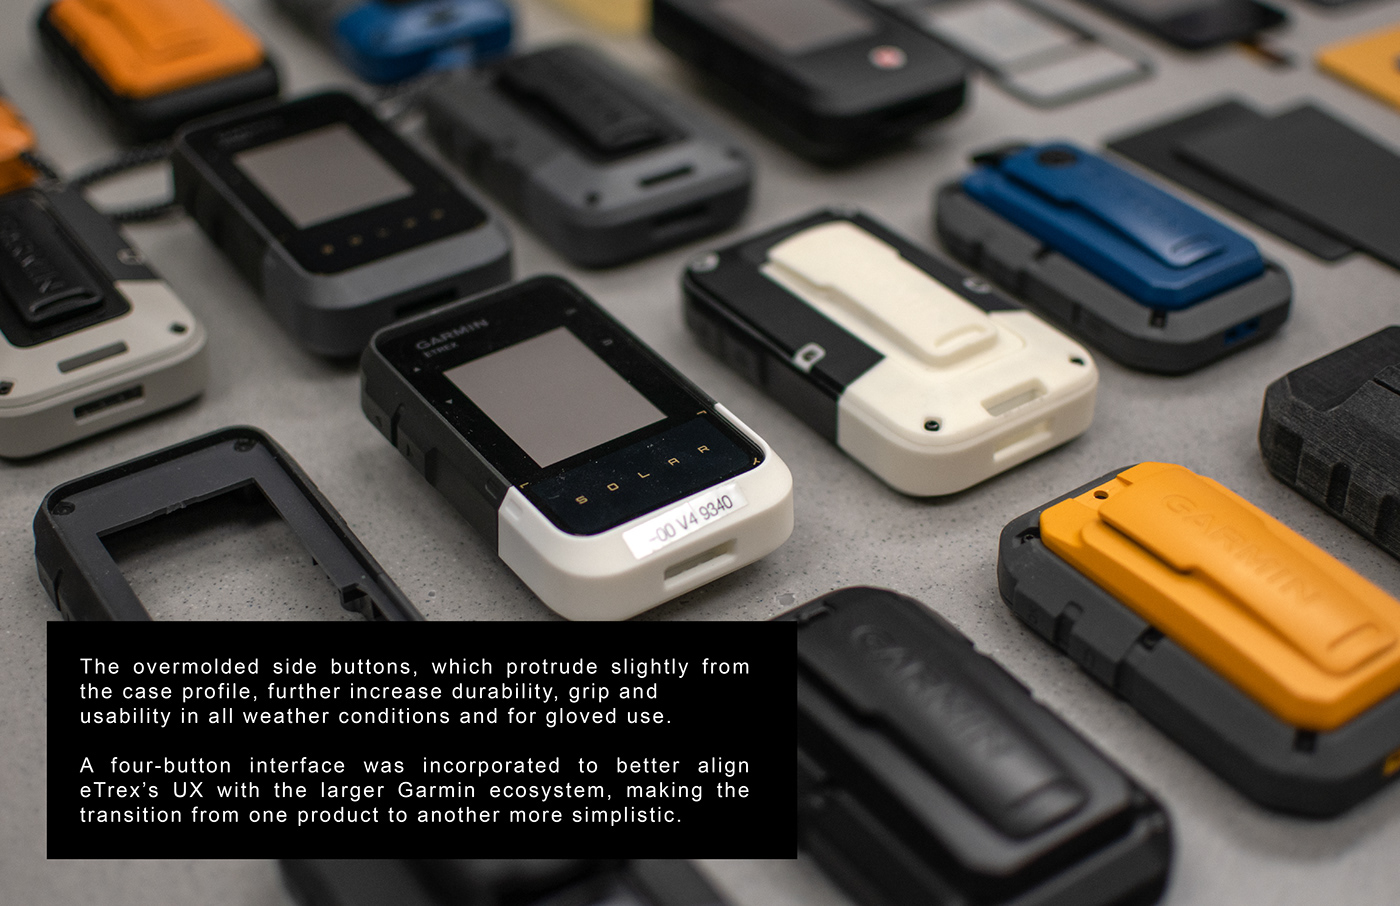 GARMIN
ETREX
SOLAR
-00 V4 9340
GARMIN
GARMIN
The overmolded side buttons, which protrude slightly from
the case profile, further increase durability, grip and
usability in all weather conditions and for gloved use.
A four-button interface was incorporated to better align
eTrex’s UX with the larger Garmin ecosystem, making the
transition from one product to another more simplistic.